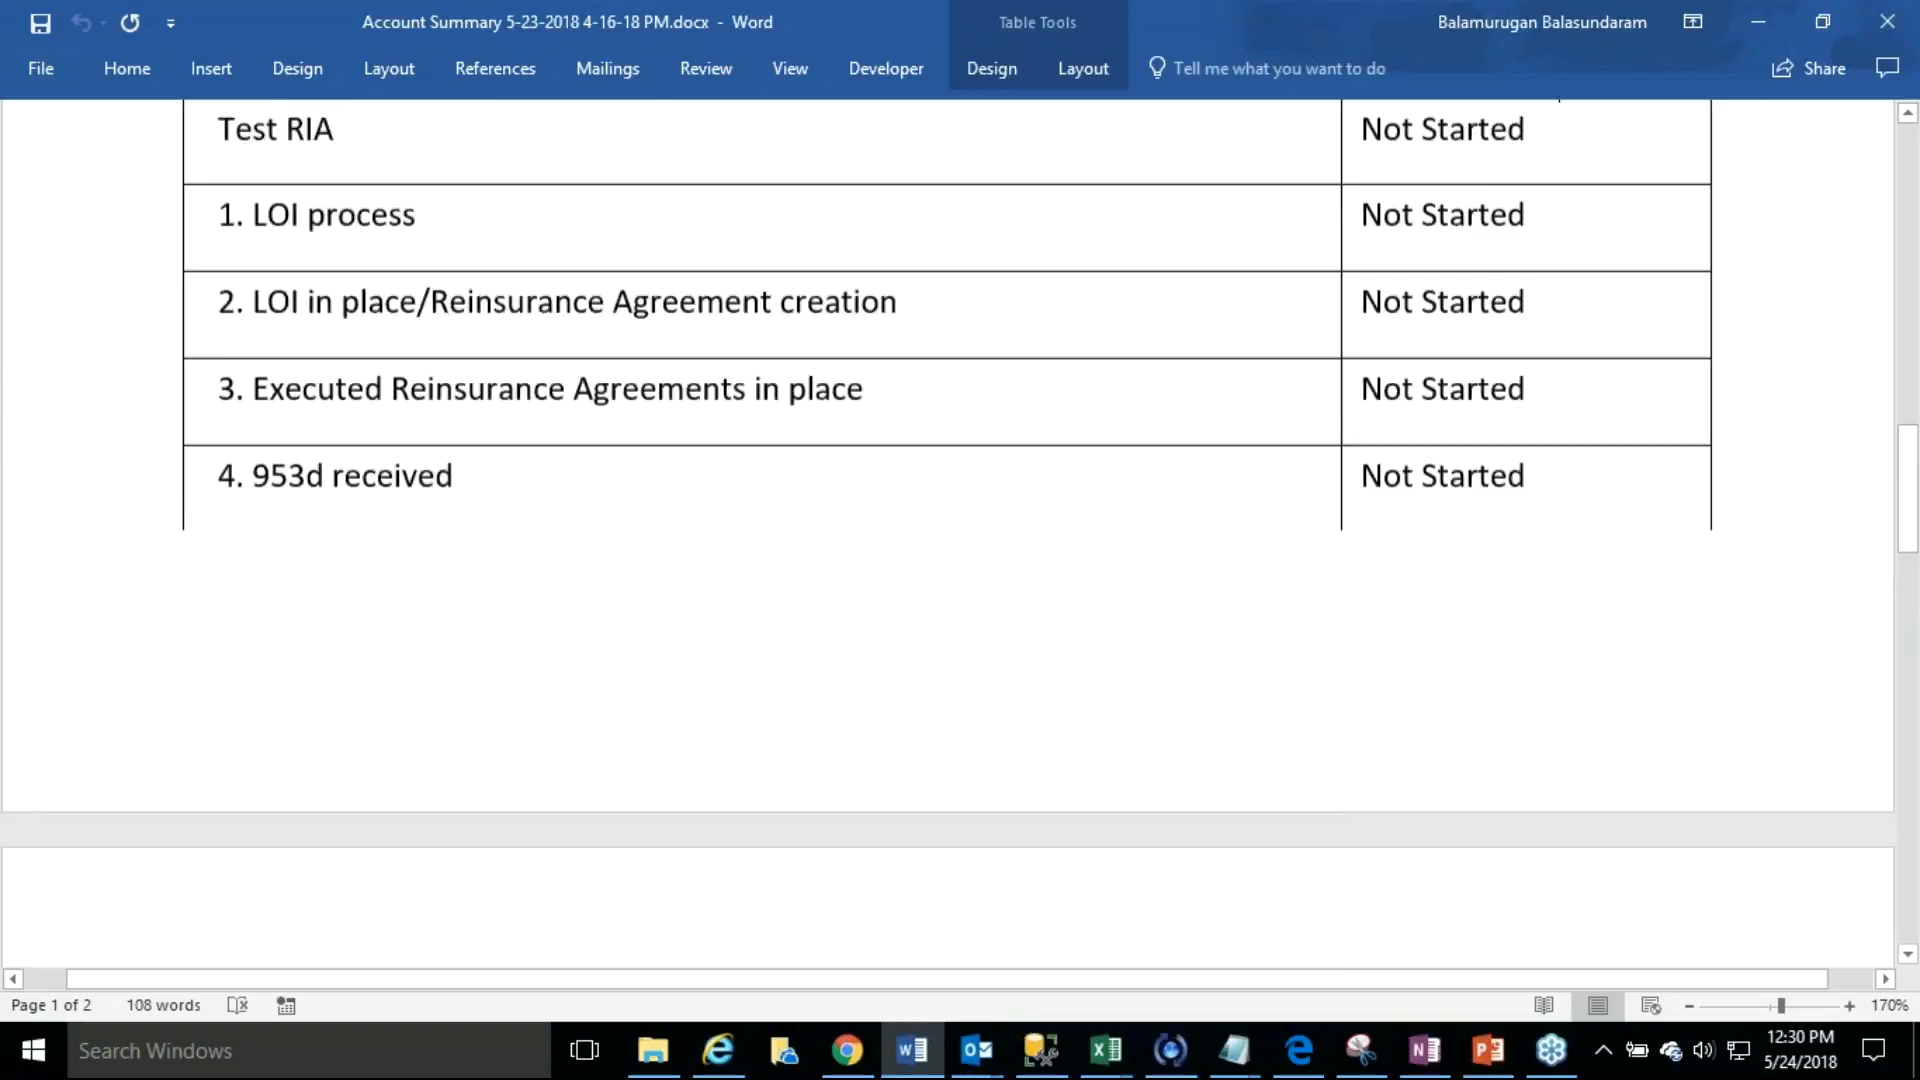 Account Summary 5-23-2018 4-16-18 PM.docx - Word
Table Tools
Balamurugan Balasundaram
File Home Insert Design Layout References Mailings Review View Developer Design Layout Tell me what you want to do Share
Test RIA Not Started
1. LOI process Not Started
2. LOI in place/Reinsurance Agreement creation Not Started
3. Executed Reinsurance Agreements in place Not Started
4. 953d received Not Started
Page 1 of 2 108 words 170%
Search Windows
12:30 PM
5/24/2018